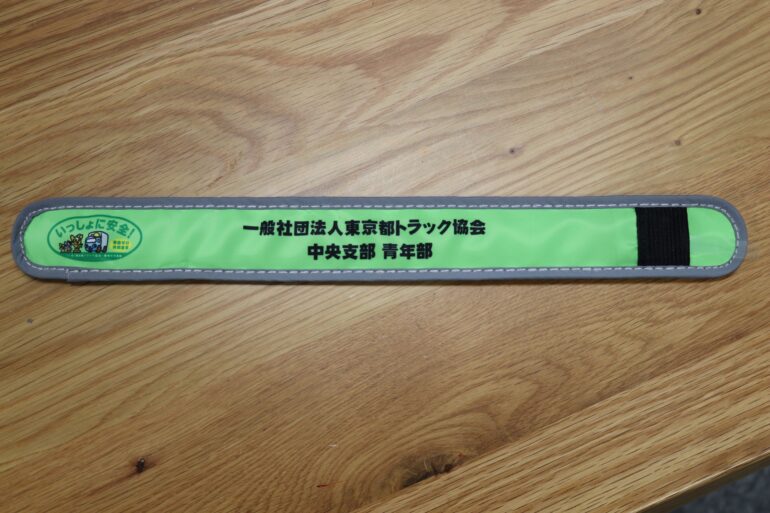 いっしょに安全!
一般社団法人東京都トラック協会
中央支部 青年部